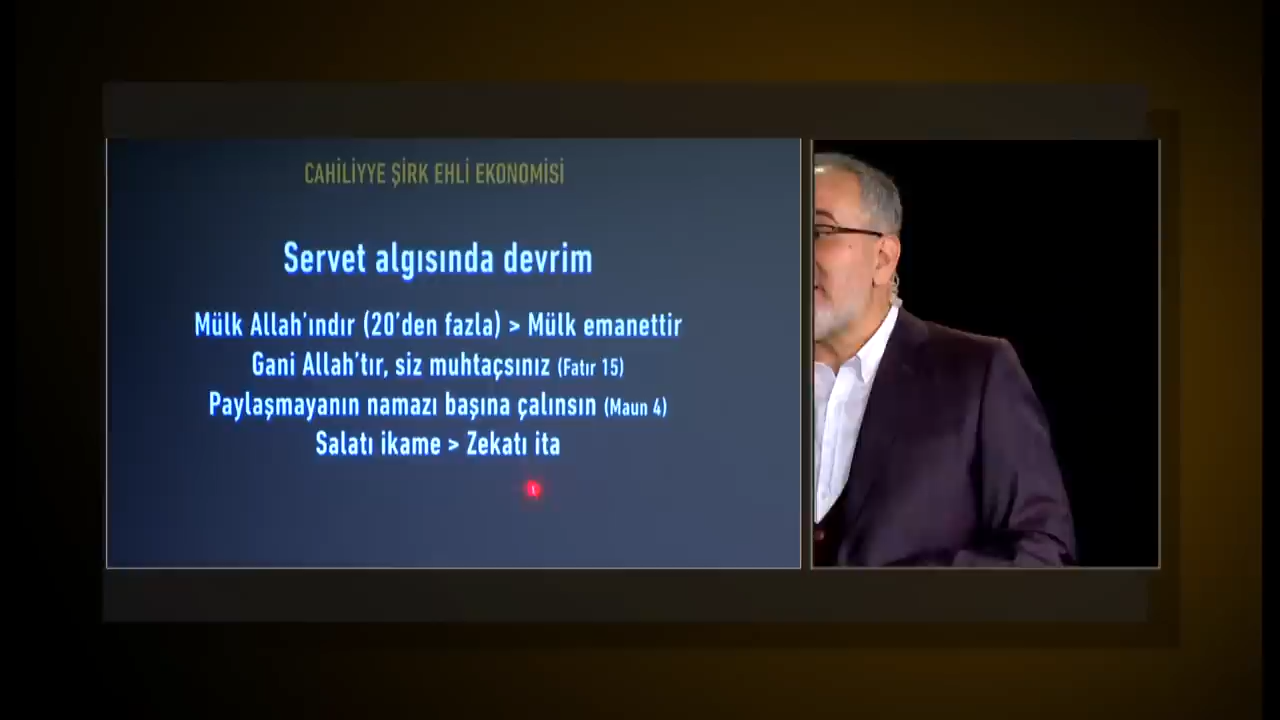 CAHİLİYYE ŞİRK EHLİ EKONOMİSİ
Servet algısında devrim
Mülk Allah'ındır (20'den fazla) > Mülk emanettir
Gani Allah'tır, siz muhtaçsınız (Fatır 15)
Paylaşmayanın namazı başına çalınsın (Maun 4)
Salatı ikame > Zekatı ita